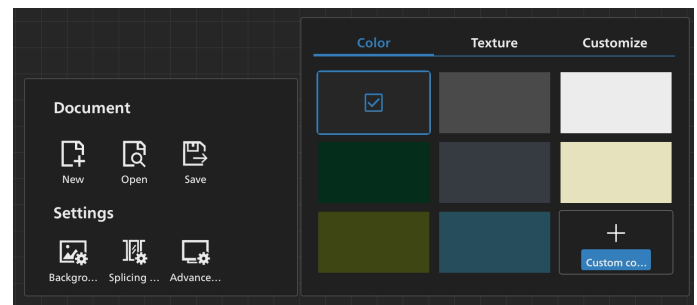 Color Texture Customize
Document
New Open Save
Settings
Backgro... Splicing ... Advance...
Custom co...